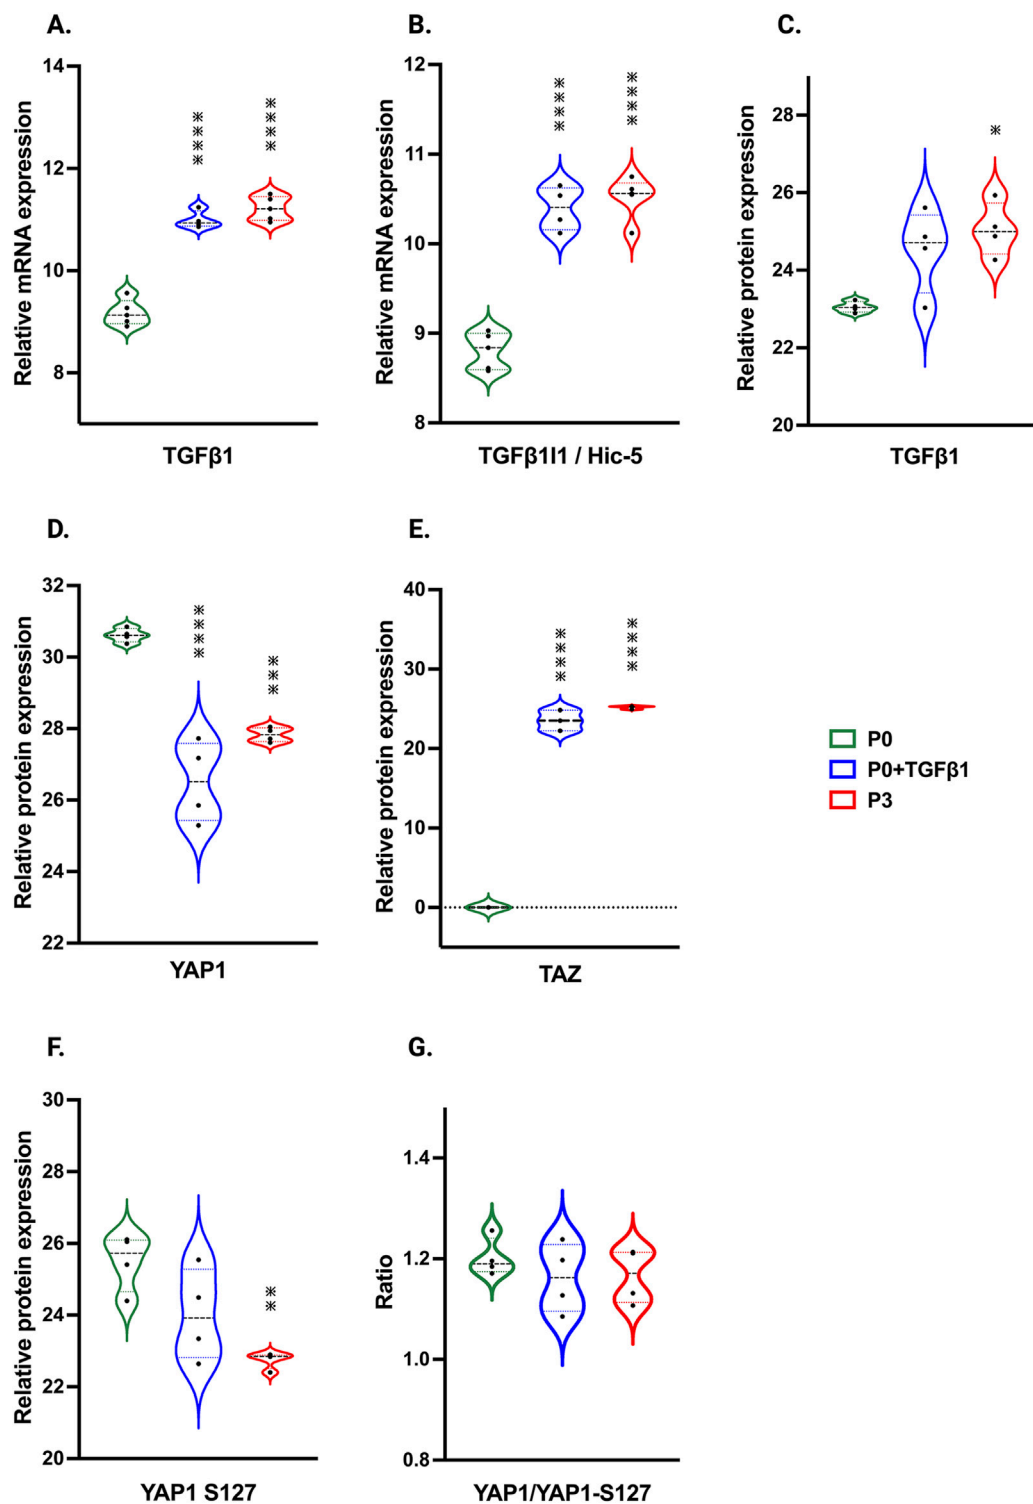 A.
B.
C.
Relative mRNA expression
14
12
10
8
※※※※
※※※※
TGFβ1
Relative mRNA expression
12
11
10
9
8
※※※※
※※※※
TGFβ1I1 / Hic-5
Relative protein expression
28
26
24
22
20
※
TGFβ1
D.
E.
Relative protein expression
32
30
28
26
24
22
※※※※
※※※
YAP1
Relative protein expression
40
30
20
10
0
※※※※
※※※※
TAZ
P0
P0+TGFβ1
P3
F.
G.
Relative protein expression
30
28
26
24
22
20
※※
YAP1 S127
Ratio
1.4
1.2
1.0
0.8
YAP1/YAP1-S127